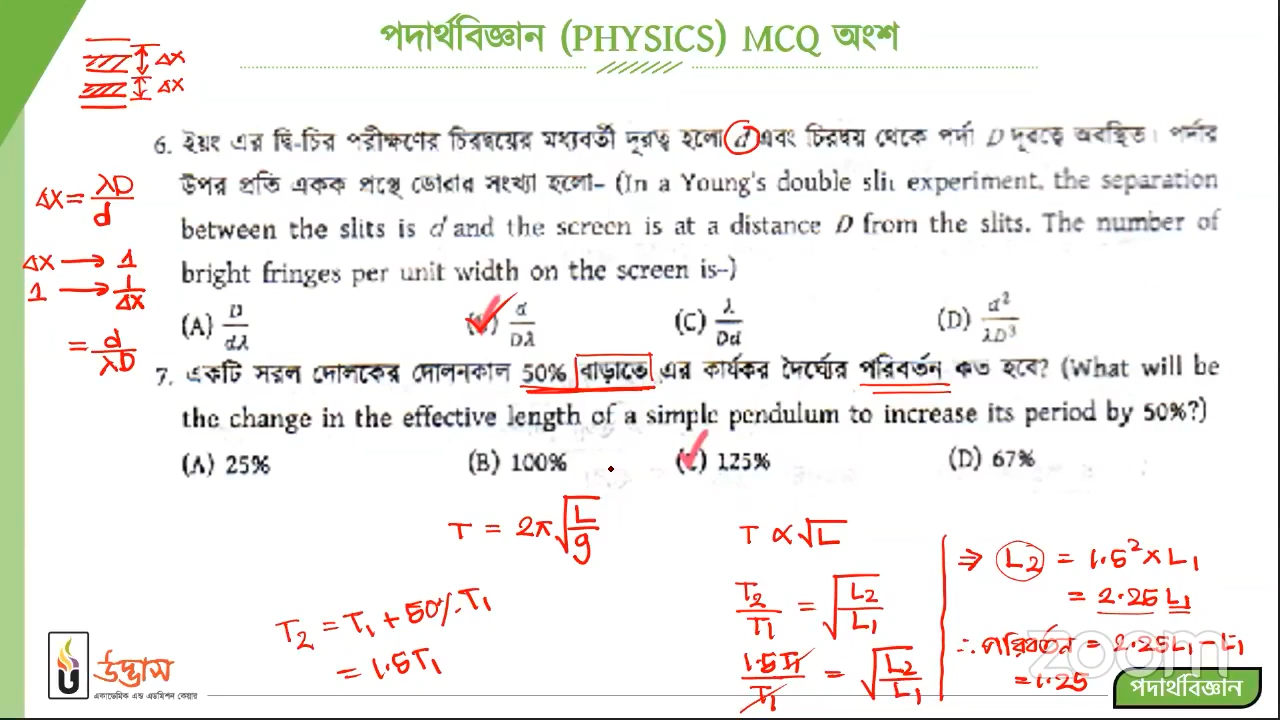 পদার্থবিজ্ঞান (PHYSICS) MCQ অংশ
Δx
Δx
6. ইয়ং এর দ্বি-চির পরীক্ষণের চিরদ্বয়ের মধ্যবর্তী দূরত্ব হলো d এবং চিরদ্বয় থেকে পর্দা D দূরত্বে অবস্থিত। পর্দার
উপর প্রতি একক প্রস্থে ডোরার সংখ্যা হলো- (In a Young's double slit experiment, the separation
between the slits is d and the screen is at a distance D from the slits. The number of
bright fringes per unit width on the screen is-)
(A) D/dλ (B) d/Dλ (C) λ/Dd (D) d²/λD³
Δx = λD/d
Δx → 1
1 → 1/Δx
= d/λD
7. একটি সরল দোলকের দোলনকাল 50% বাড়াতে এর কার্যকর দৈর্ঘ্যের পরিবর্তন কত হবে? (What will be
the change in the effective length of a simple pendulum to increase its period by 50%?)
(A) 25% (B) 100% (C) 125% (D) 67%
T = 2π√(L/g)
T₂ = T₁ + 50% T₁
= 1.5T₁
T ∝ √L
T₂/T₁ = √(L₂/L₁)
1.5T₁/T₁ = √(L₂/L₁)
⇒ L₂ = 1.5² × L₁
= 2.25 L₁
∴ পরিবর্তন = 2.25L₁ - L₁
= 1.25
zoom
উদ্ভাস
একাডেমিক এন্ড এডমিশন কেয়ার
পদার্থবিজ্ঞান